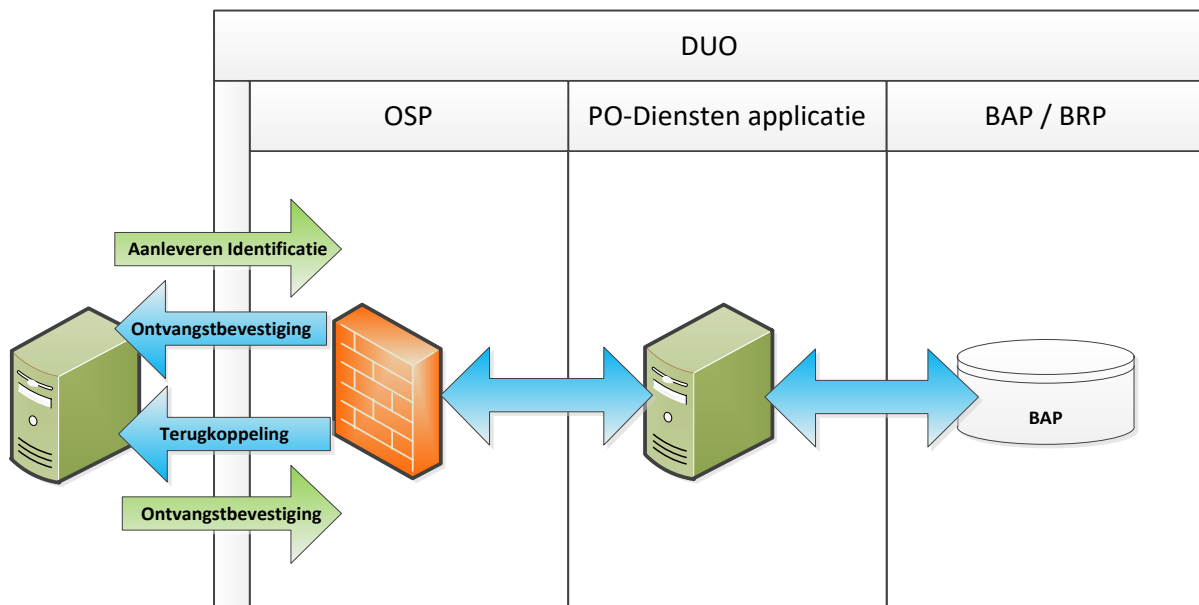 DUO
OSP
PO-Diensten applicatie
BAP / BRP
Aanleveren Identificatie
Ontvangstbevestiging
Terugkoppeling
Ontvangstbevestiging
BAP